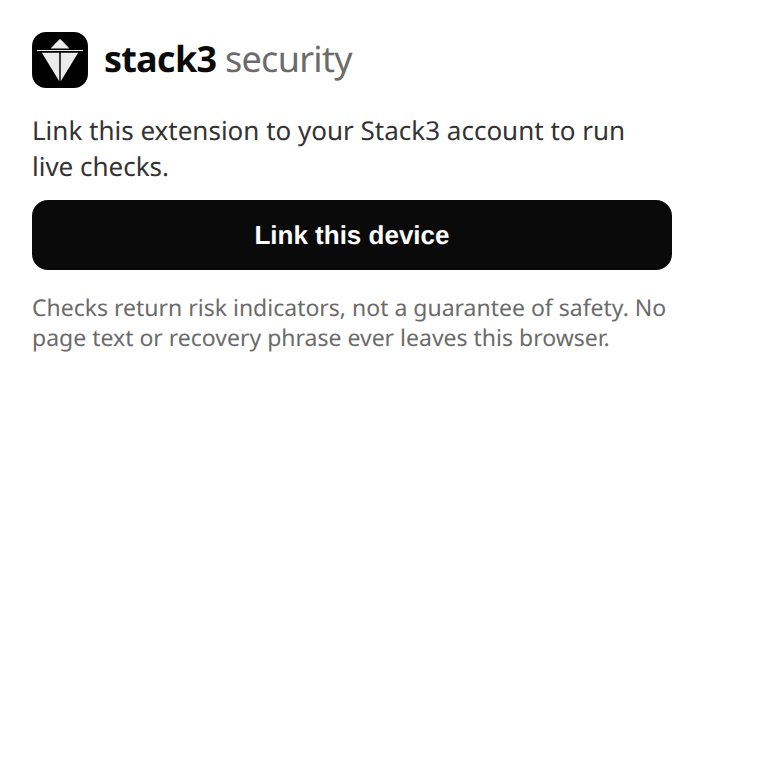 stack3 security
Link this extension to your Stack3 account to run
live checks.
Link this device
Checks return risk indicators, not a guarantee of safety. No
page text or recovery phrase ever leaves this browser.